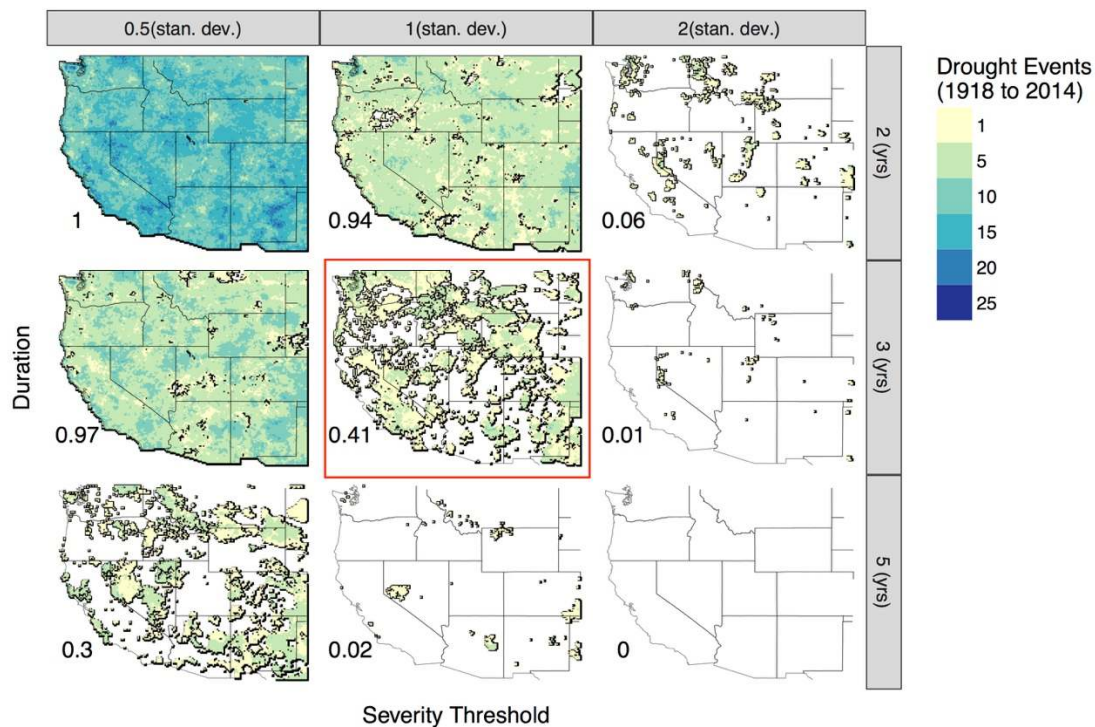 0.5(stan. dev.)
1(stan. dev.)
2(stan. dev.)
Drought Events
(1918 to 2014)
1
5
10
15
20
25
2 (yrs)
3 (yrs)
5 (yrs)
1
0.94
0.06
0.97
0.41
0.01
0.3
0.02
0
Duration
Severity Threshold